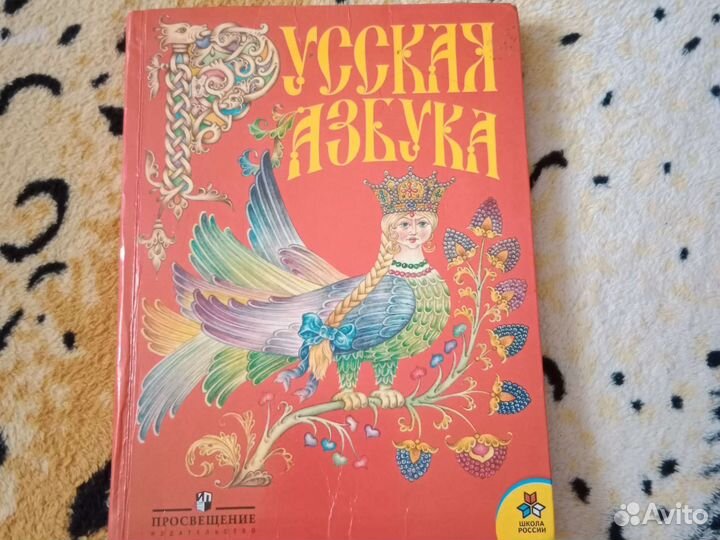 РУССКАЯ
АЗБУКА
ПРОСВЕЩЕНИЕ
ИЗДАТЕЛЬСТВО
ШКОЛА
РОССИИ
Avito